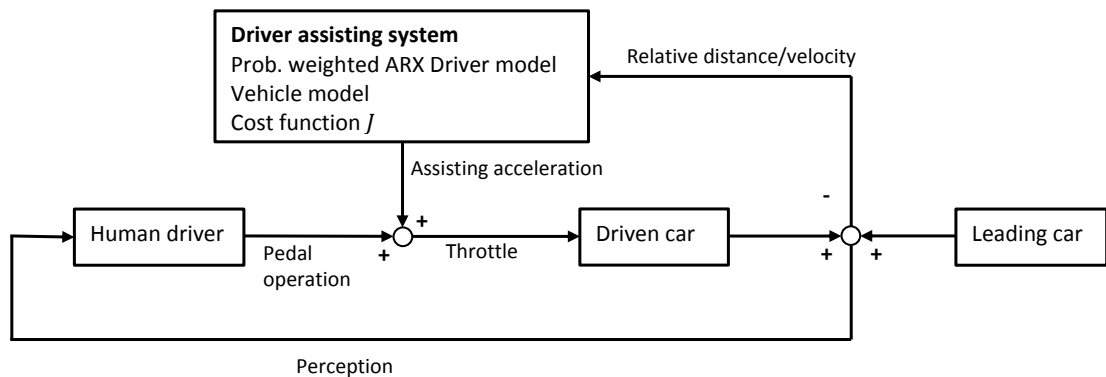 Driver assisting system
Prob. weighted ARX Driver model
Vehicle model
Cost function J
Relative distance/velocity
Assisting acceleration
-
+
Human driver
Pedal
operation
+
Throttle
Driven car
+
+
Leading car
Perception